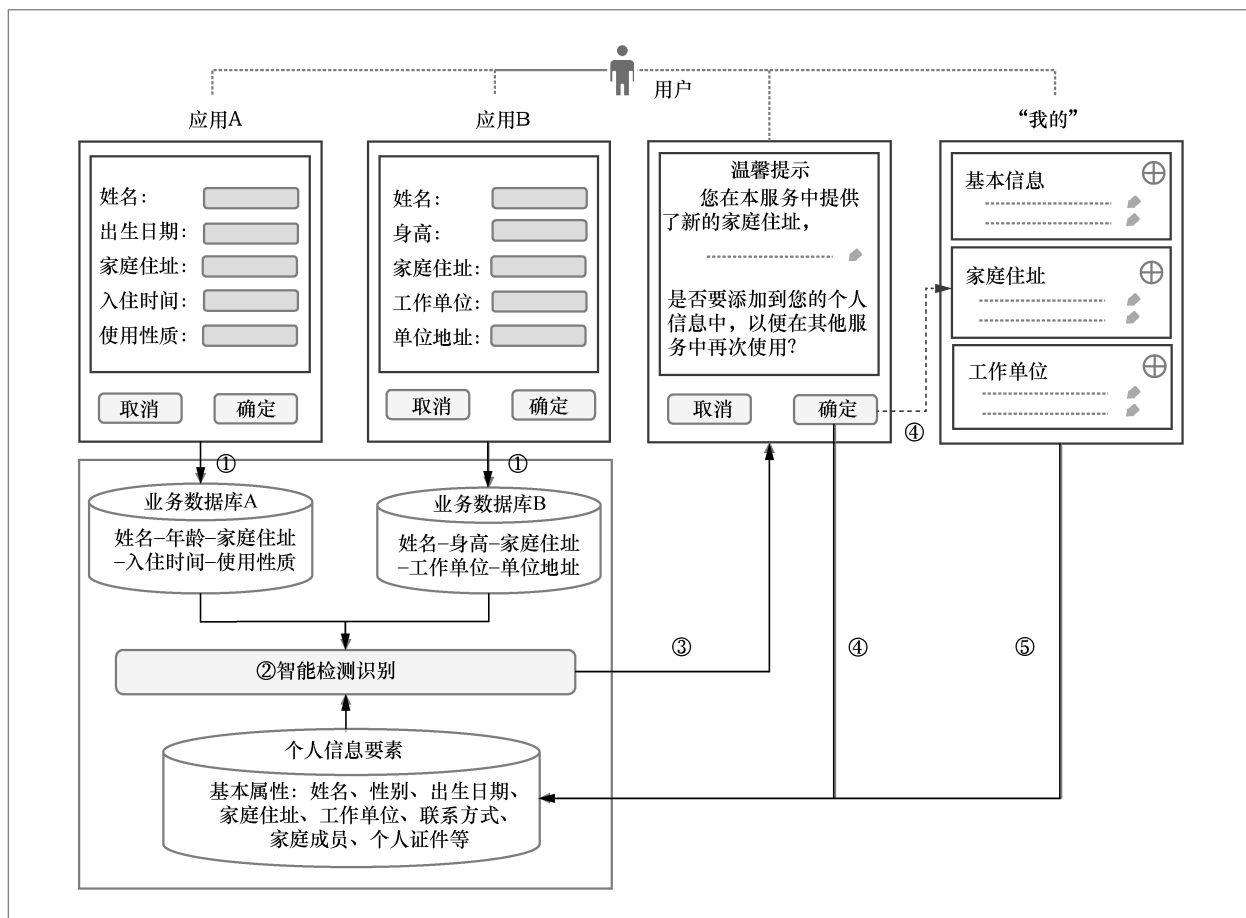 用户
应用A
应用B
“我的”
姓名：
出生日期：
家庭住址：
入住时间：
使用性质：
取消
确定
姓名：
身高：
家庭住址：
工作单位：
单位地址：
取消
确定
温馨提示
您在本服务中提供
了新的家庭住址，
是否要添加到您的个人
信息中，以便在其他服
务中再次使用？
取消
确定
基本信息
家庭住址
工作单位
④
①
①
业务数据库A
姓名–年龄–家庭住址
–入住时间–使用性质
业务数据库B
姓名–身高–家庭住址
–工作单位–单位地址
②智能检测识别
③
④
⑤
个人信息要素
基本属性：姓名、性别、出生日期、
家庭住址、工作单位、联系方式、
家庭成员、个人证件等